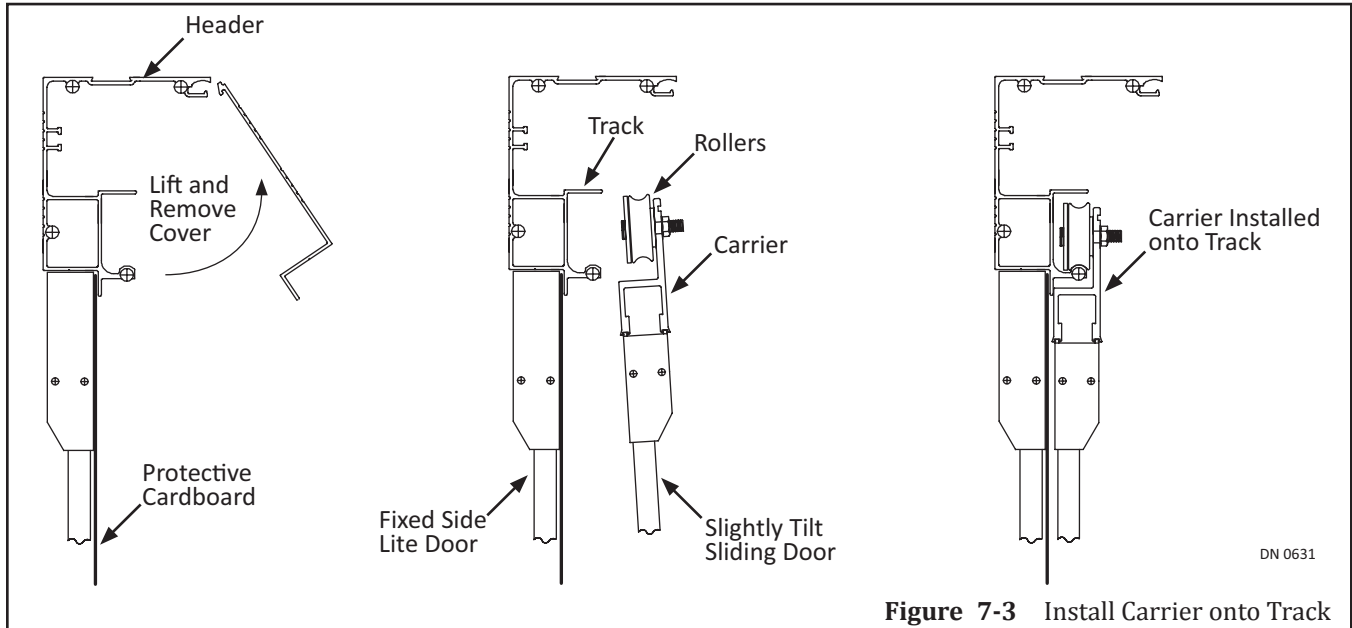 Header
Lift and
Remove
Cover
Protective
Cardboard
Track
Rollers
Carrier
Fixed Side
Lite Door
Slightly Tilt
Sliding Door
Carrier Installed
onto Track
DN 0631
Figure 7-3 Install Carrier onto Track